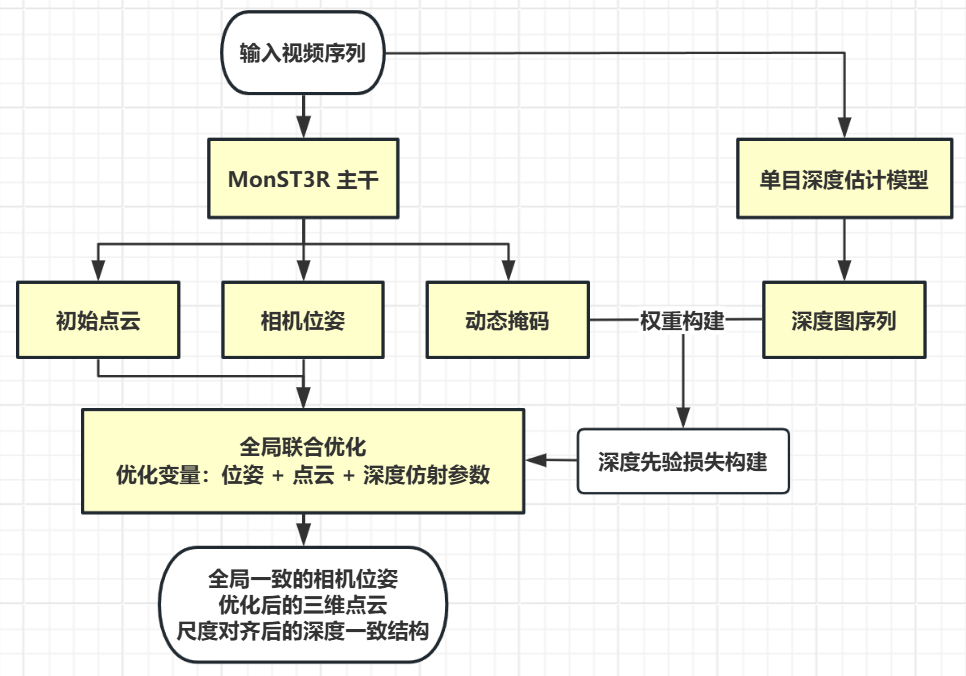 输入视频序列
MonST3R 主干
单目深度估计模型
初始点云
相机位姿
动态掩码
权重构建
深度图序列
全局联合优化
优化变量：位姿 + 点云 + 深度仿射参数
深度先验损失构建
全局一致的相机位姿
优化后的三维点云
尺度对齐后的深度一致结构